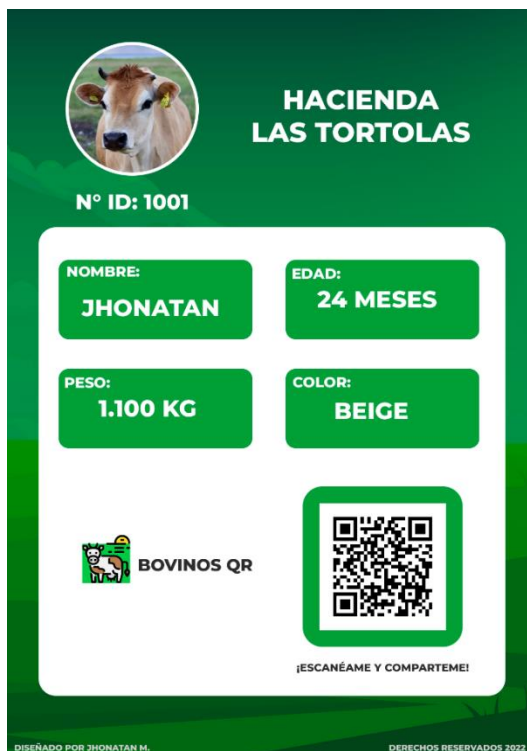 HACIENDA
LAS TORTOLAS
N° ID: 1001
NOMBRE:
JHONATAN
EDAD:
24 MESES
PESO:
1.100 KG
COLOR:
BEIGE
BOVINOS QR
¡ESCANÉAME Y COMPARTEME!
DISEÑADO POR JHONATAN M.
DERECHOS RESERVADOS 2022